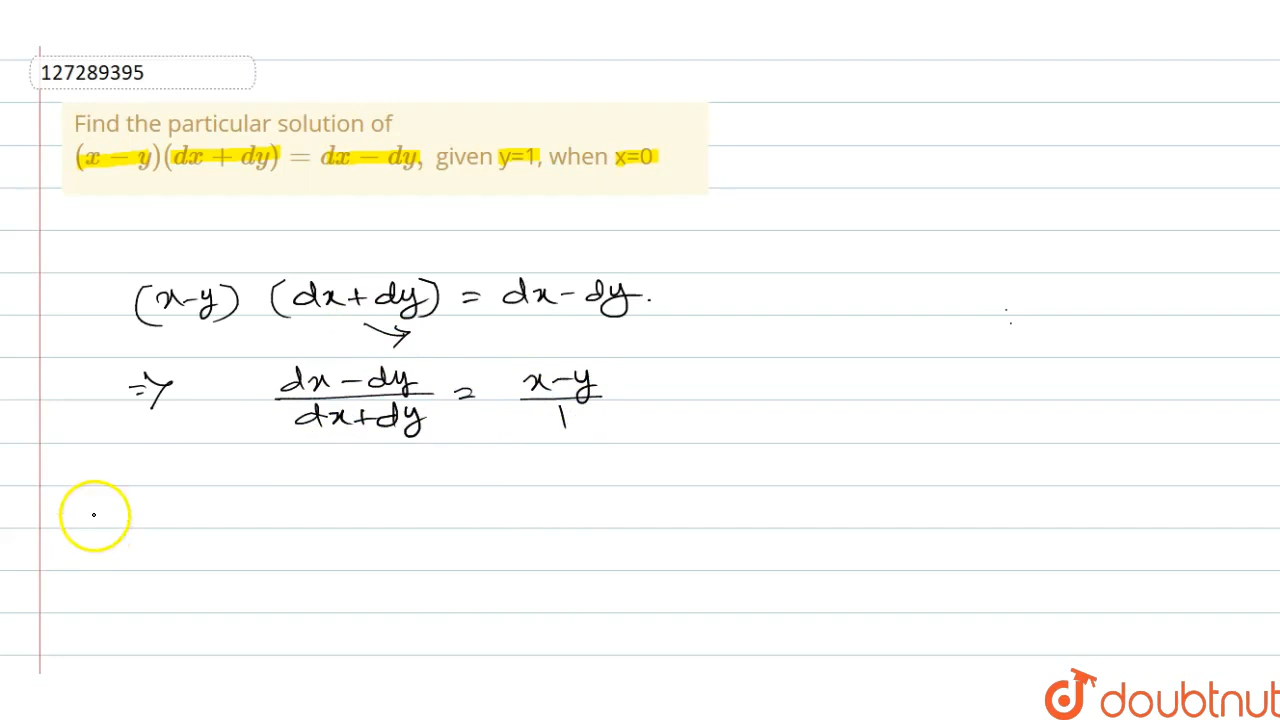 127289395
Find the particular solution of
(x − y)(dx + dy) = dx − dy, given y=1, when x=0
(x-y) (dx+dy) = dx-dy.
⇒ dx-dy/dx+dy = x-y/1
doubtnut